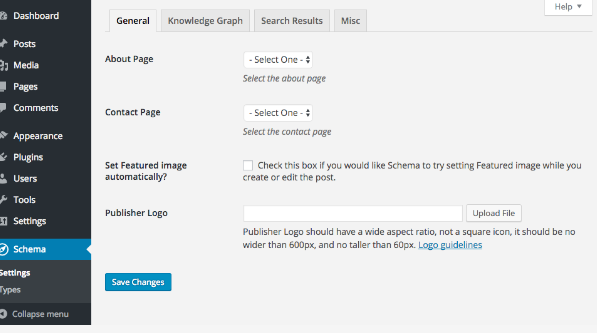 Help ▼
Dashboard
Posts
Media
Pages
Comments
Appearance
Plugins
Users
Tools
Settings
Schema
Settings
Types
Collapse menu
General
Knowledge Graph
Search Results
Misc
About Page
- Select One -
Select the about page
Contact Page
- Select One -
Select the contact page
Set Featured image
automatically?
Check this box if you would like Schema to try setting Featured image while you
create or edit the post.
Publisher Logo
Upload File
Publisher Logo should have a wide aspect ratio, not a square icon, it should be no
wider than 600px, and no taller than 60px. Logo guidelines
Save Changes